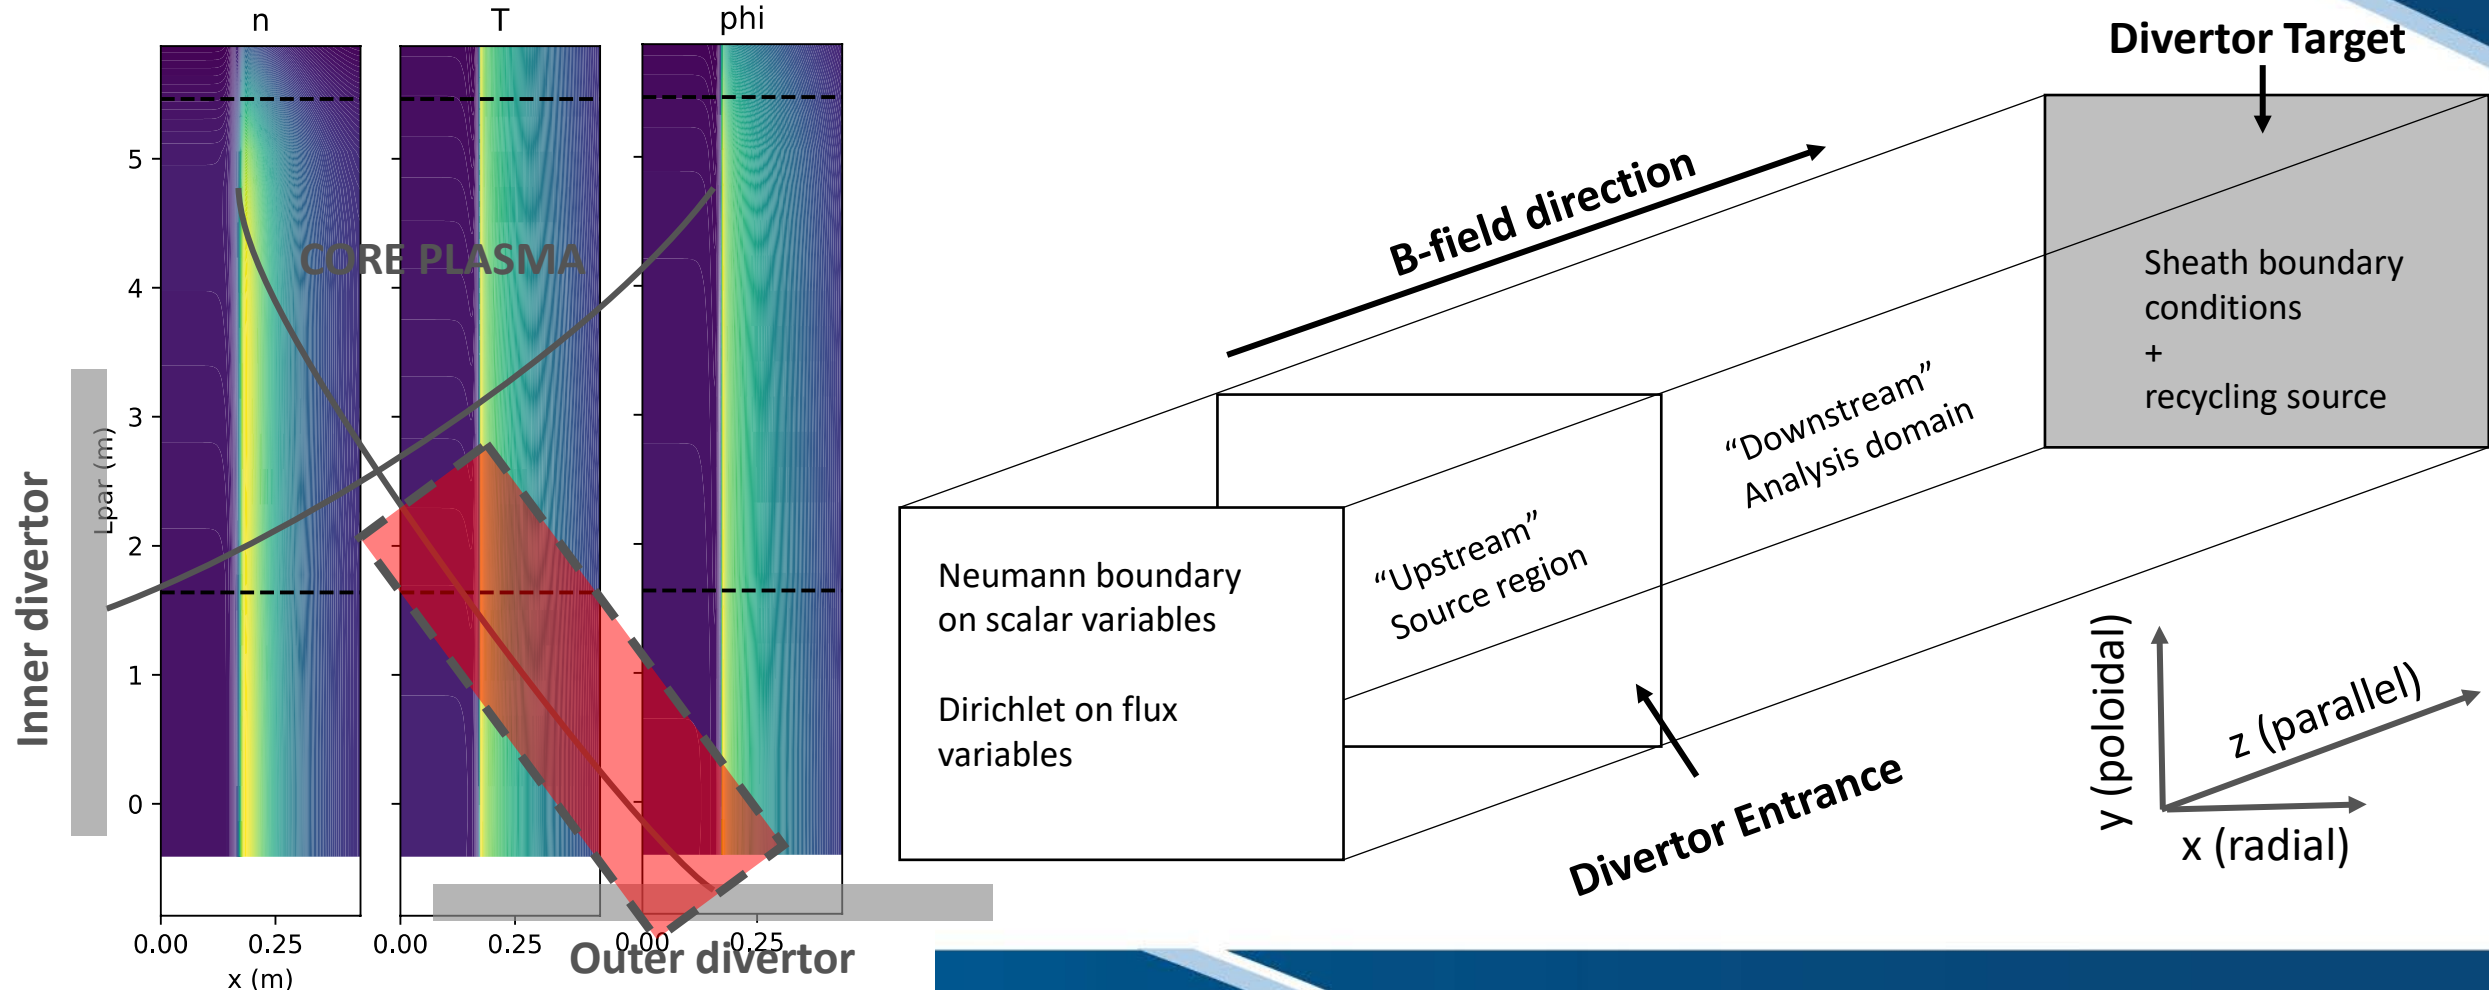 n
T
phi
5
4
3
2
1
0
Lpar (m)
0.00
0.25
0.00
0.25
0.00
0.25
x (m)
CORE PLASMA
Inner divertor
Outer divertor
Divertor Target
B-field direction
Sheath boundary
conditions
+
recycling source
“Downstream”
Analysis domain
“Upstream”
Source region
Neumann boundary
on scalar variables
Dirichlet on flux
variables
Divertor Entrance
y (poloidal)
z (parallel)
x (radial)